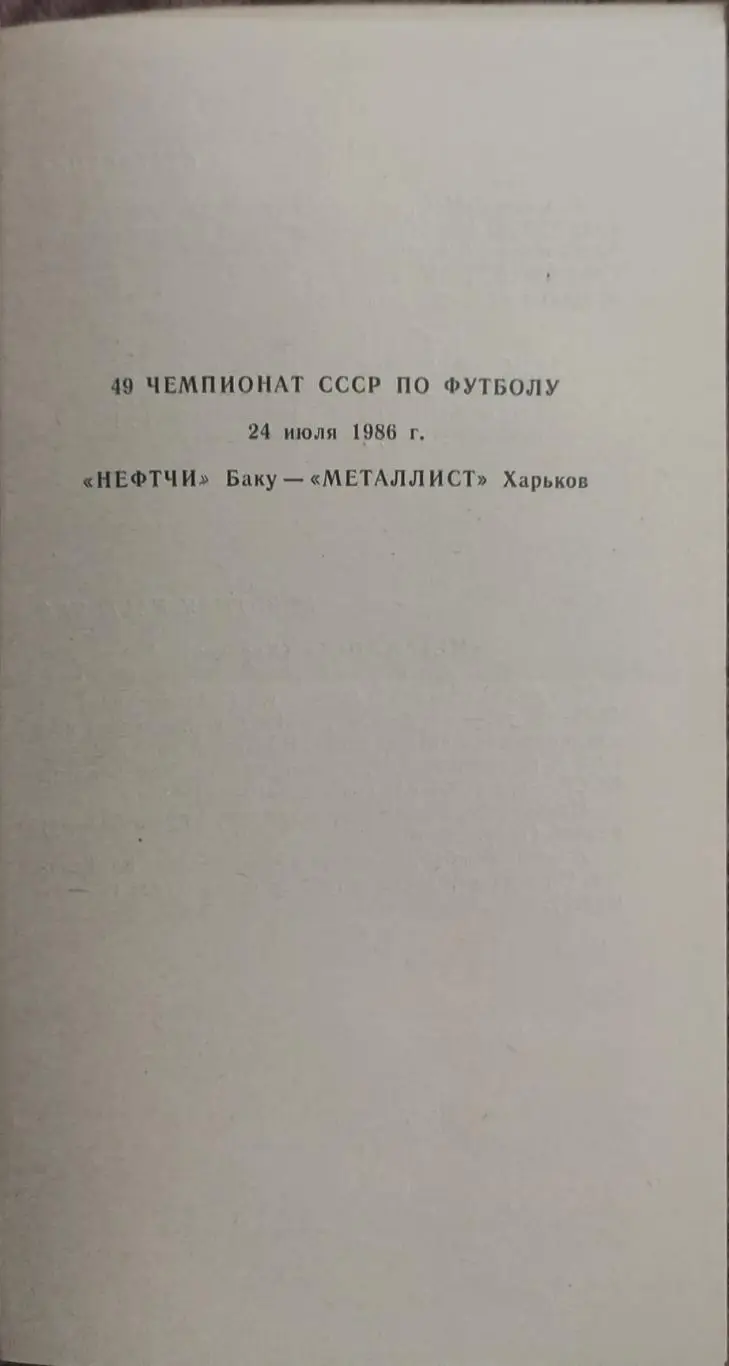 49 ЧЕМПИОНАТ СССР ПО ФУТБОЛУ
24 июля 1986 г.
«НЕФТЧИ» Баку — «МЕТАЛЛИСТ» Харьков